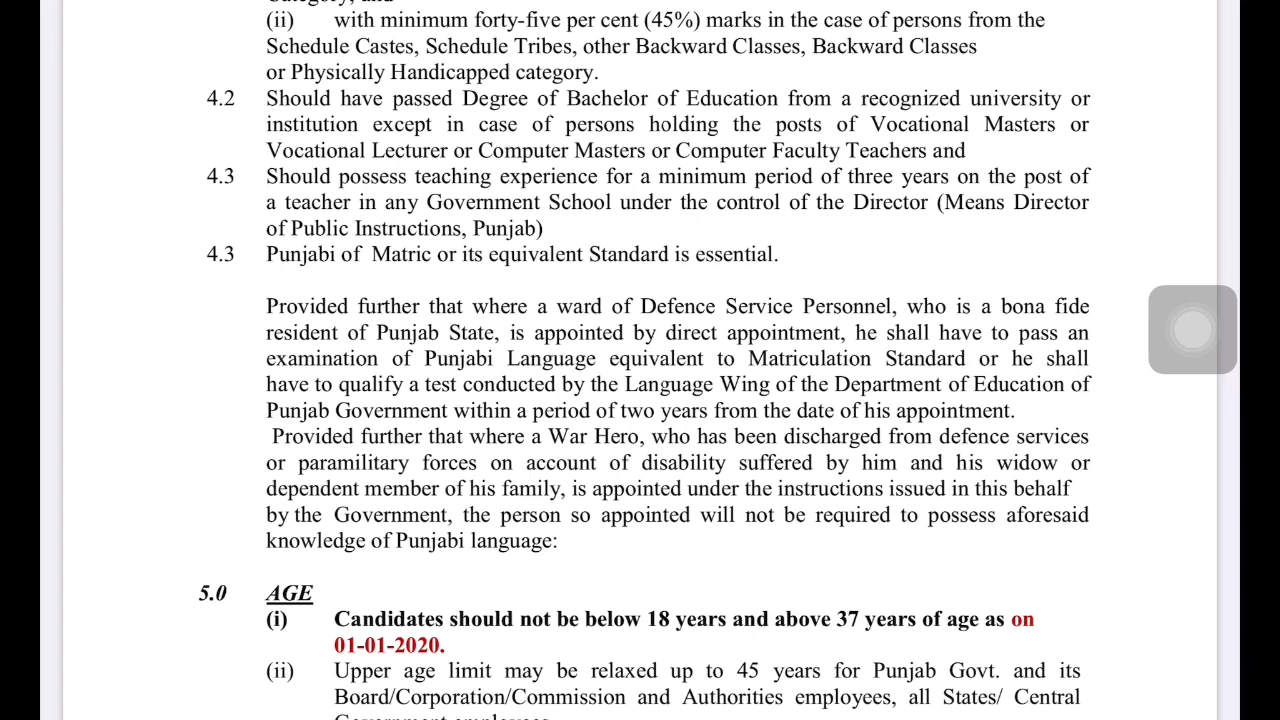 Category; and
(ii) with minimum forty-five per cent (45%) marks in the case of persons from the
Schedule Castes, Schedule Tribes, other Backward Classes, Backward Classes
or Physically Handicapped category.
4.2 Should have passed Degree of Bachelor of Education from a recognized university or
institution except in case of persons holding the posts of Vocational Masters or
Vocational Lecturer or Computer Masters or Computer Faculty Teachers and
4.3 Should possess teaching experience for a minimum period of three years on the post of
a teacher in any Government School under the control of the Director (Means Director
of Public Instructions, Punjab)
4.3 Punjabi of Matric or its equivalent Standard is essential.
Provided further that where a ward of Defence Service Personnel, who is a bona fide
resident of Punjab State, is appointed by direct appointment, he shall have to pass an
examination of Punjabi Language equivalent to Matriculation Standard or he shall
have to qualify a test conducted by the Language Wing of the Department of Education of
Punjab Government within a period of two years from the date of his appointment.
Provided further that where a War Hero, who has been discharged from defence services
or paramilitary forces on account of disability suffered by him and his widow or
dependent member of his family, is appointed under the instructions issued in this behalf
by the Government, the person so appointed will not be required to possess aforesaid
knowledge of Punjabi language:
5.0 AGE
(i) Candidates should not be below 18 years and above 37 years of age as on
01-01-2020.
(ii) Upper age limit may be relaxed up to 45 years for Punjab Govt. and its
Board/Corporation/Commission and Authorities employees, all States/ Central
Government employees.